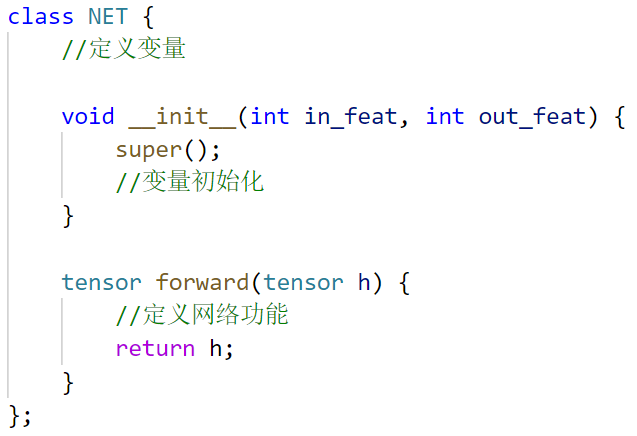 class NET {
//定义变量
void __init__(int in_feat, int out_feat) {
super();
//变量初始化
}
tensor forward(tensor h) {
//定义网络功能
return h;
}
};